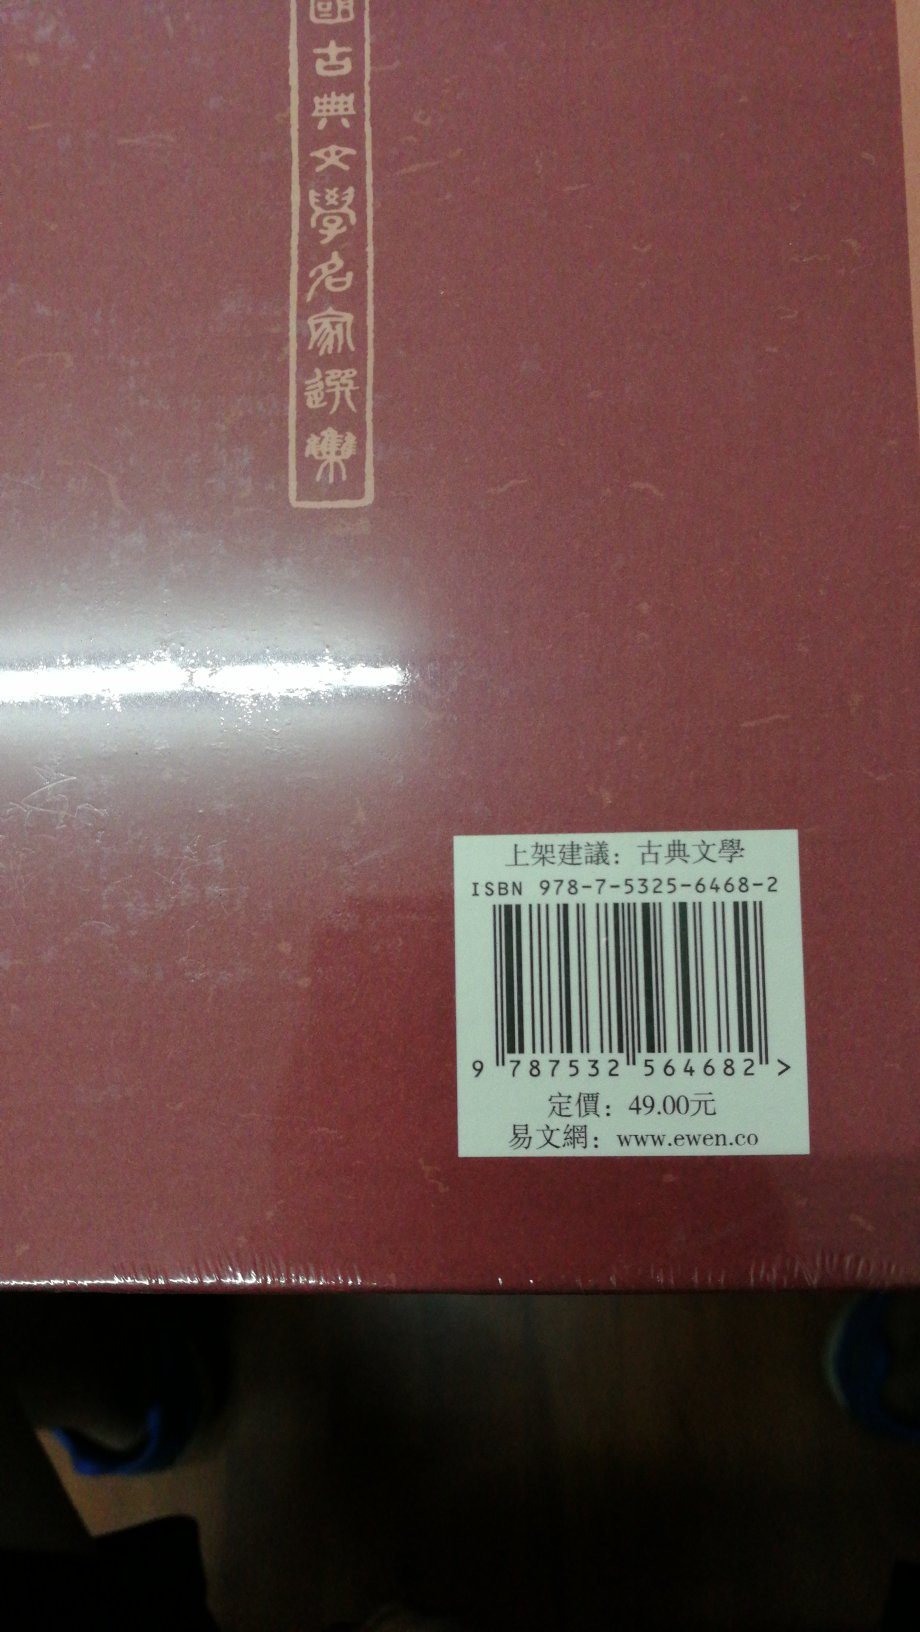 國古典文學名家選集
上架建議：古典文學
ISBN 978-7-5325-6468-2
9 787532 564682 >
定價：49.00元
易文網：www.ewen.co